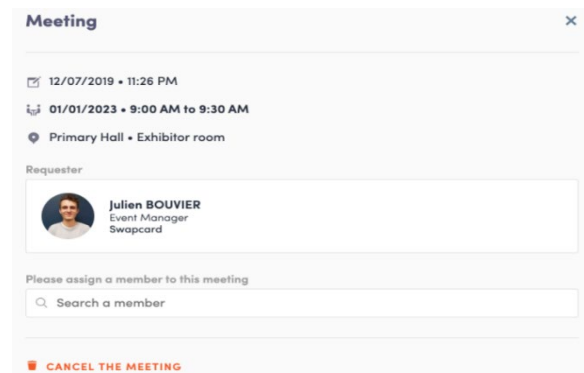 Meeting
12/07/2019 • 11:26 PM
01/01/2023 • 9:00 AM to 9:30 AM
Primary Hall • Exhibitor room
Requester
Julien BOUVIER
Event Manager
Swapcard
Please assign a member to this meeting
Search a member
CANCEL THE MEETING